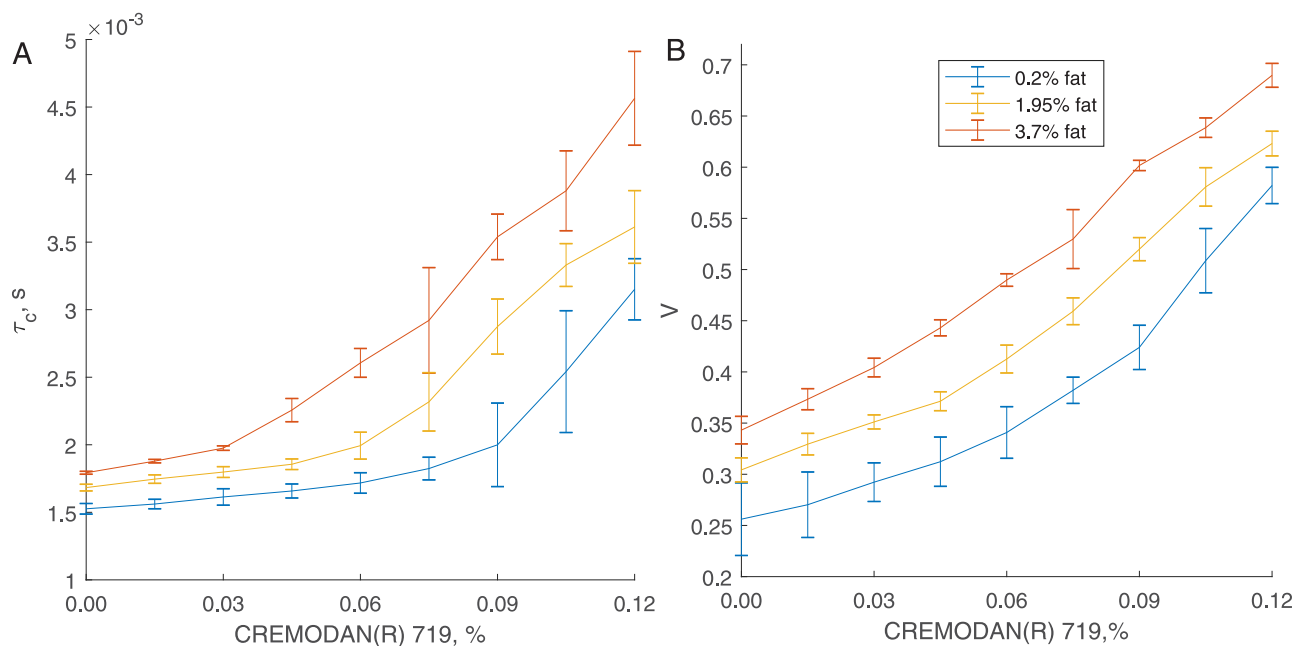 A
× 10⁻³
5
4.5
4
3.5
3
2.5
2
1.5
1
τc, s
0.00 0.03 0.06 0.09 0.12
CREMODAN(R) 719, %
B
0.7
0.65
0.6
0.55
0.5
0.45
0.4
0.35
0.3
0.25
0.2
V
0.2% fat
1.95% fat
3.7% fat
0.00 0.03 0.06 0.09 0.12
CREMODAN(R) 719,%